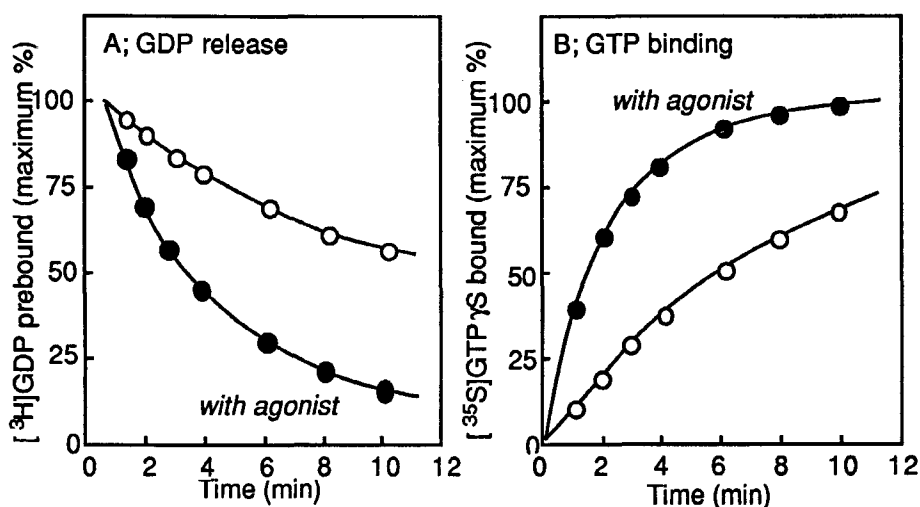 A; GDP release
[³H]GDP prebound (maximum %)
100
75
50
25
0
with agonist
0 2 4 6 8 10 12
Time (min)
B; GTP binding
[³⁵S]GTPγS bound (maximum %)
100
75
50
25
0
with agonist
0 2 4 6 8 10 12
Time (min)